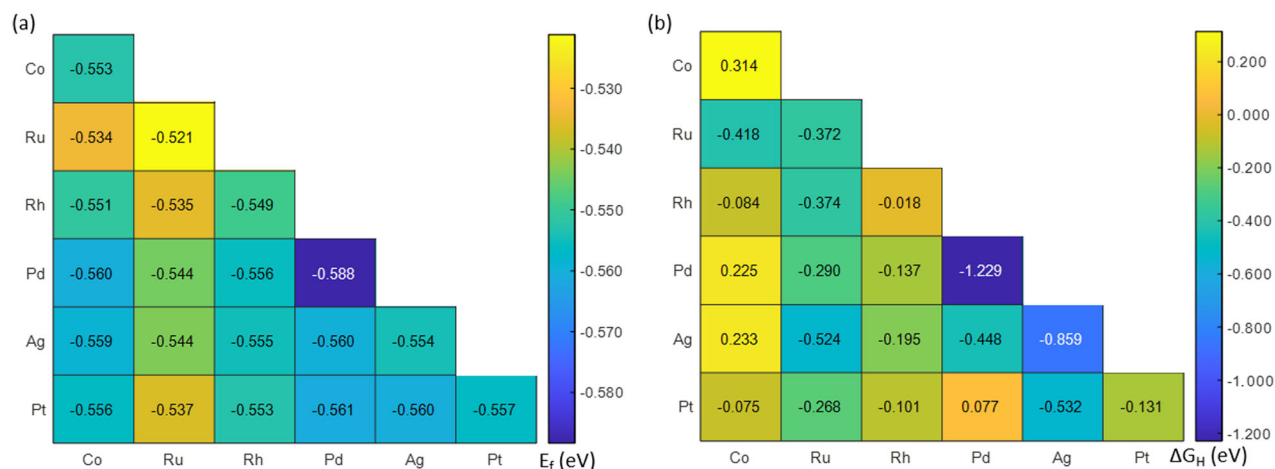 (a)
Co -0.553
Ru -0.534 -0.521
Rh -0.551 -0.535 -0.549
Pd -0.560 -0.544 -0.556 -0.588
Ag -0.559 -0.544 -0.555 -0.560 -0.554
Pt -0.556 -0.537 -0.553 -0.561 -0.560 -0.557
Co Ru Rh Pd Ag Pt
-0.530
-0.540
-0.550
-0.560
-0.570
-0.580
E_f (eV)
(b)
Co 0.314
Ru -0.418 -0.372
Rh -0.084 -0.374 -0.018
Pd 0.225 -0.290 -0.137 -1.229
Ag 0.233 -0.524 -0.195 -0.448 -0.859
Pt -0.075 -0.268 -0.101 0.077 -0.532 -0.131
Co Ru Rh Pd Ag Pt
0.200
0.000
-0.200
-0.400
-0.600
-0.800
-1.000
-1.200
ΔG_H (eV)